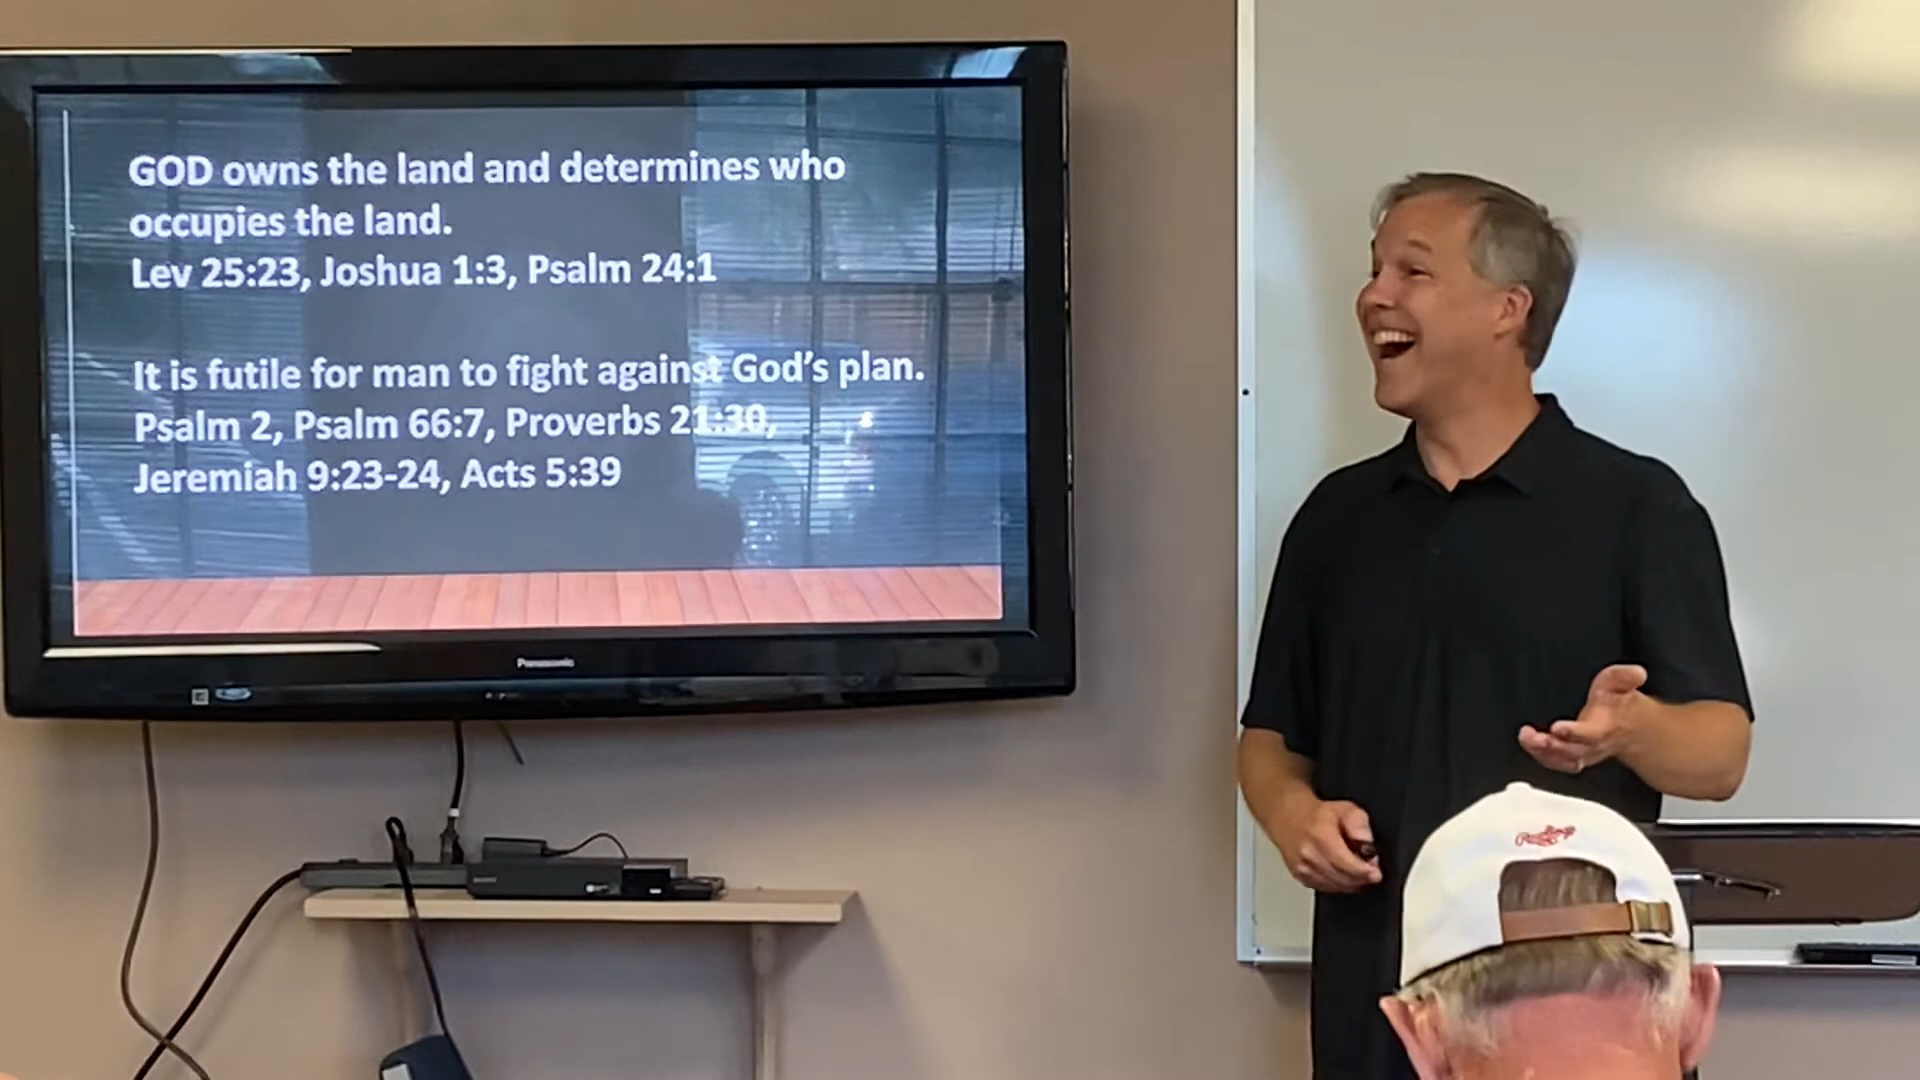 GOD owns the land and determines who
occupies the land.
Lev 25:23, Joshua 1:3, Psalm 24:1
It is futile for man to fight against God's plan.
Psalm 2, Psalm 66:7, Proverbs 21:30,
Jeremiah 9:23-24, Acts 5:39
Panasonic
Rawlings